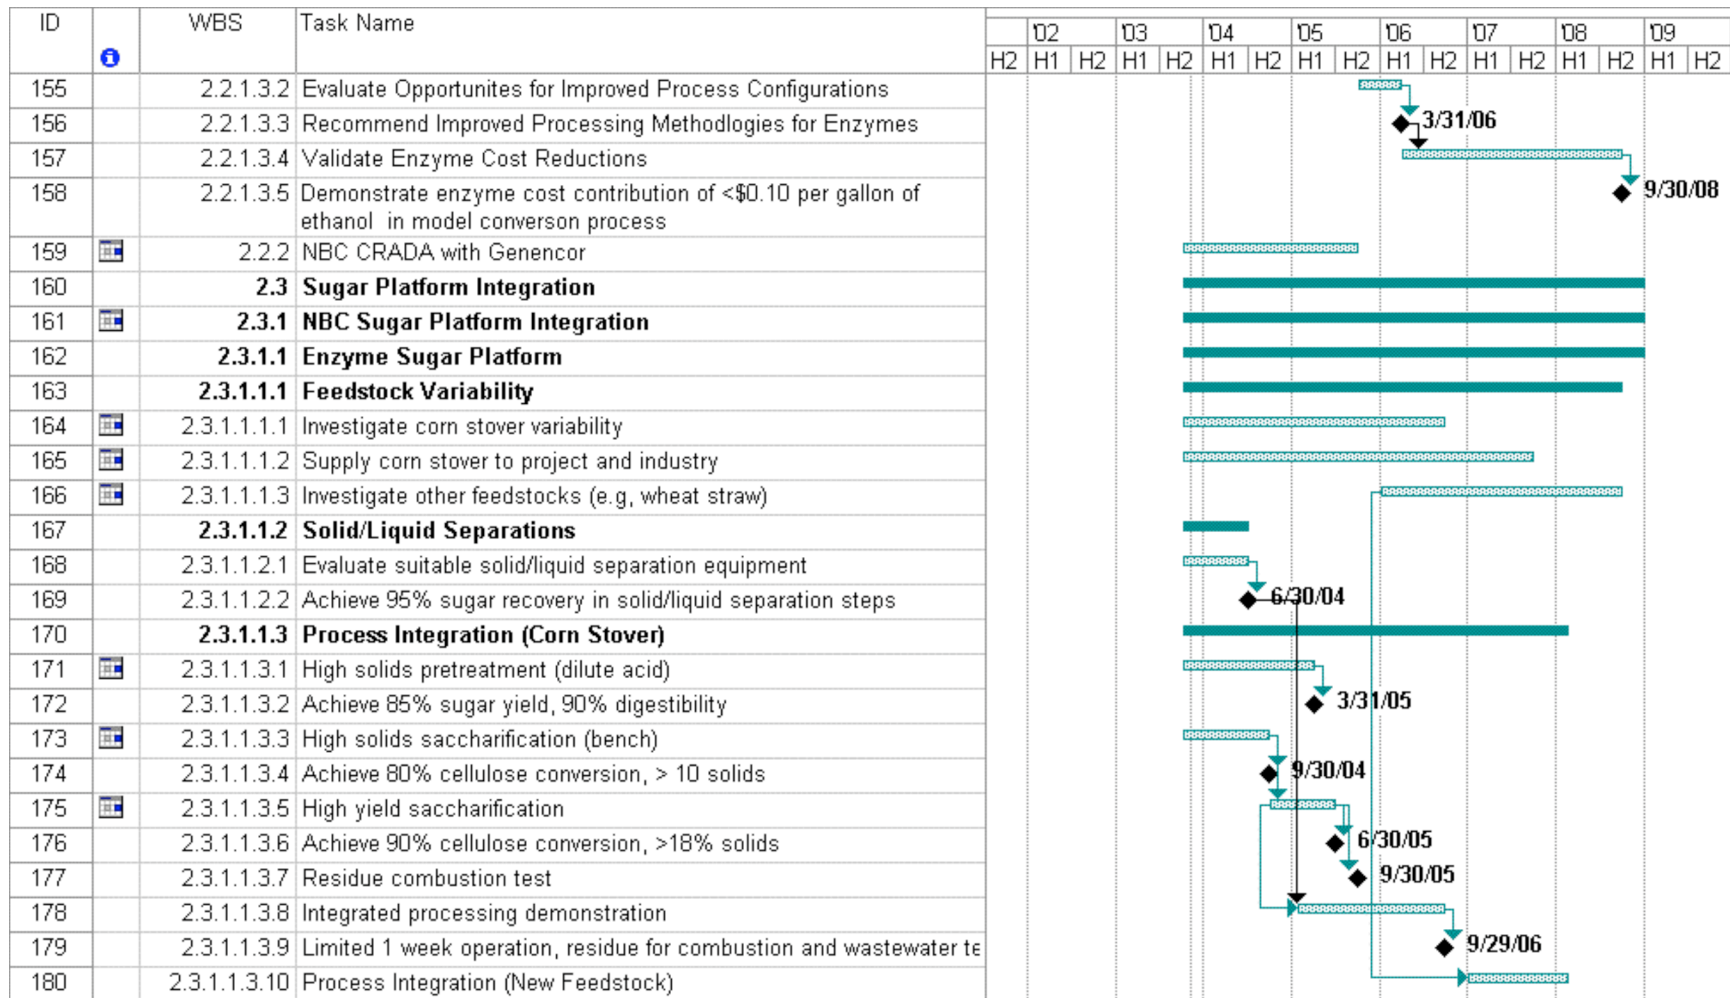 ID WBS Task Name
'02 '03 '04 '05 '06 '07 '08 '09
H2 H1 H2 H1 H2 H1 H2 H1 H2 H1 H2 H1 H2 H1 H2 H1 H2
155 2.2.1.3.2 Evaluate Opportunites for Improved Process Configurations
156 2.2.1.3.3 Recommend Improved Processing Methodlogies for Enzymes 3/31/06
157 2.2.1.3.4 Validate Enzyme Cost Reductions
158 2.2.1.3.5 Demonstrate enzyme cost contribution of <$0.10 per gallon of 9/30/08
ethanol in model converson process
159 2.2.2 NBC CRADA with Genencor
160 2.3 Sugar Platform Integration
161 2.3.1 NBC Sugar Platform Integration
162 2.3.1.1 Enzyme Sugar Platform
163 2.3.1.1.1 Feedstock Variability
164 2.3.1.1.1.1 Investigate corn stover variability
165 2.3.1.1.1.2 Supply corn stover to project and industry
166 2.3.1.1.1.3 Investigate other feedstocks (e.g, wheat straw)
167 2.3.1.1.2 Solid/Liquid Separations
168 2.3.1.1.2.1 Evaluate suitable solid/liquid separation equipment
169 2.3.1.1.2.2 Achieve 95% sugar recovery in solid/liquid separation steps 6/30/04
170 2.3.1.1.3 Process Integration (Corn Stover)
171 2.3.1.1.3.1 High solids pretreatment (dilute acid)
172 2.3.1.1.3.2 Achieve 85% sugar yield, 90% digestibility 3/31/05
173 2.3.1.1.3.3 High solids saccharification (bench)
174 2.3.1.1.3.4 Achieve 80% cellulose conversion, > 10 solids 9/30/04
175 2.3.1.1.3.5 High yield saccharification
176 2.3.1.1.3.6 Achieve 90% cellulose conversion, >18% solids 6/30/05
177 2.3.1.1.3.7 Residue combustion test 9/30/05
178 2.3.1.1.3.8 Integrated processing demonstration
179 2.3.1.1.3.9 Limited 1 week operation, residue for combustion and wastewater te 9/29/06
180 2.3.1.1.3.10 Process Integration (New Feedstock)